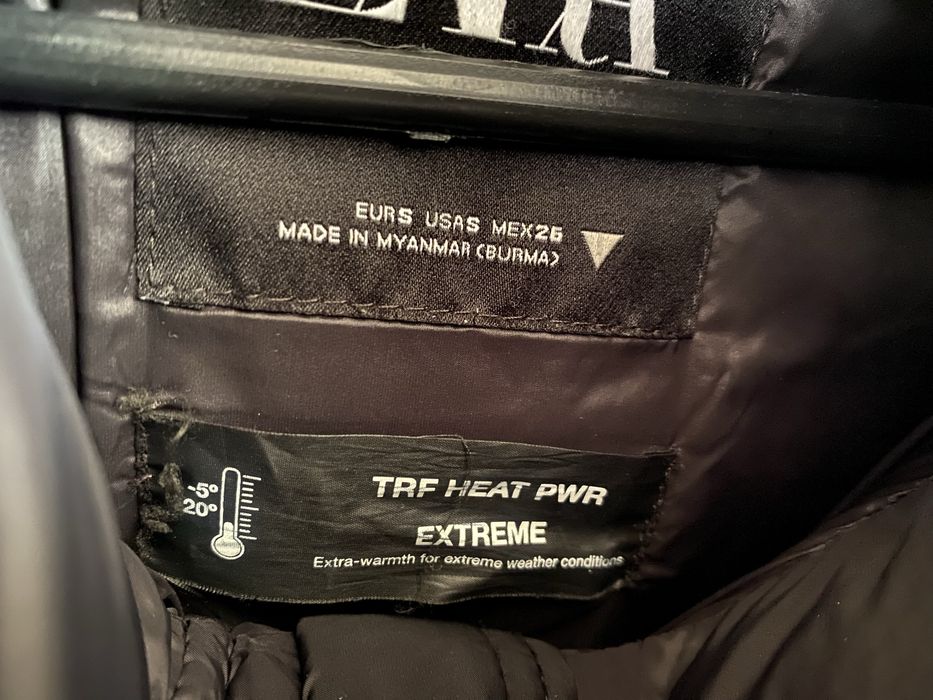 EUR S USA S MEX 26
MADE IN MYANMAR (BURMA)
-5°
20°
TRF HEAT PWR
EXTREME
Extra-warmth for extreme weather conditions